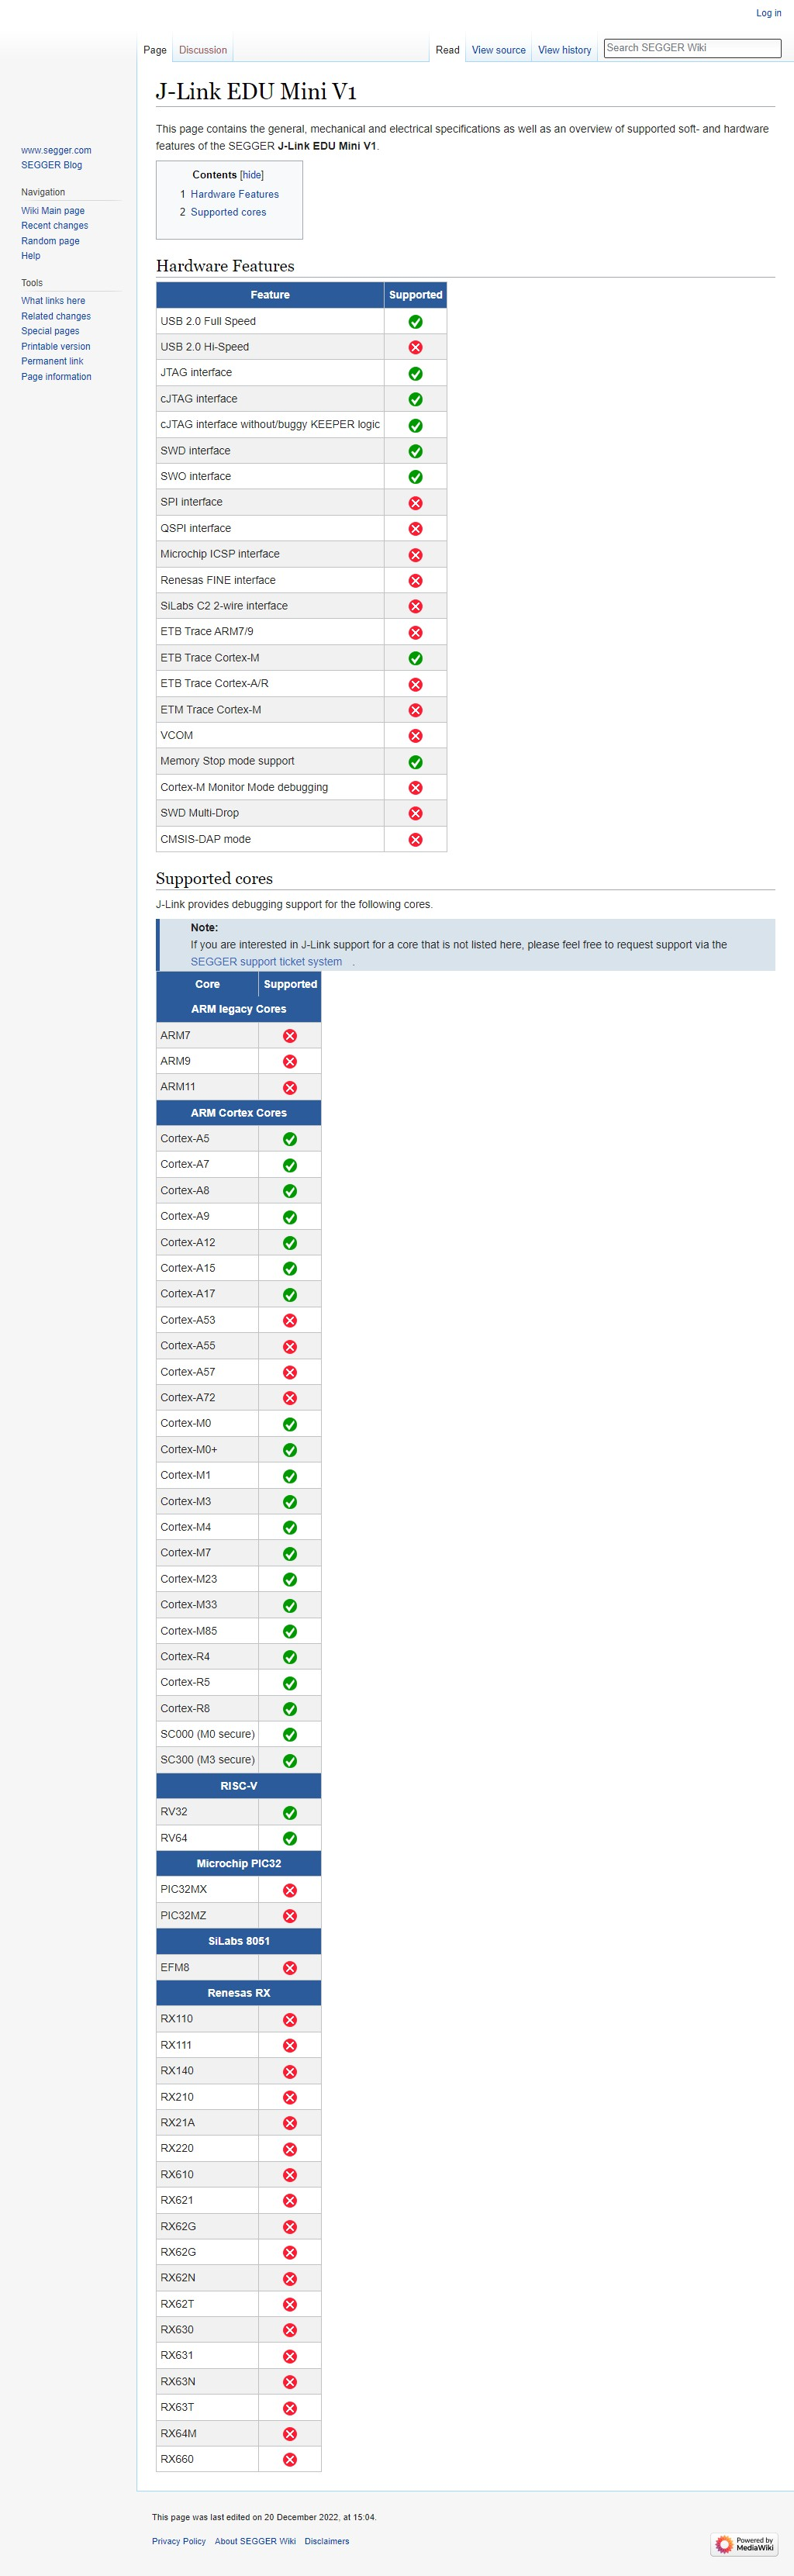 Log in
Page
Discussion
Read
View source
View history
Search SEGGER Wiki
J-Link EDU Mini V1
This page contains the general, mechanical and electrical specifications as well as an overview of supported soft- and hardware
features of the SEGGER J-Link EDU Mini V1.
www.segger.com
SEGGER Blog
Navigation
Wiki Main page
Recent changes
Random page
Help
Tools
What links here
Related changes
Special pages
Printable version
Permanent link
Page information
Contents [hide]
1 Hardware Features
2 Supported cores
Hardware Features
Feature Supported
USB 2.0 Full Speed
USB 2.0 Hi-Speed
JTAG interface
cJTAG interface
cJTAG interface without/buggy KEEPER logic
SWD interface
SWO interface
SPI interface
QSPI interface
Microchip ICSP interface
Renesas FINE interface
SiLabs C2 2-wire interface
ETB Trace ARM7/9
ETB Trace Cortex-M
ETB Trace Cortex-A/R
ETM Trace Cortex-M
VCOM
Memory Stop mode support
Cortex-M Monitor Mode debugging
SWD Multi-Drop
CMSIS-DAP mode
Supported cores
J-Link provides debugging support for the following cores.
Note:
If you are interested in J-Link support for a core that is not listed here, please feel free to request support via the
SEGGER support ticket system .
Core Supported
ARM legacy Cores
ARM7
ARM9
ARM11
ARM Cortex Cores
Cortex-A5
Cortex-A7
Cortex-A8
Cortex-A9
Cortex-A12
Cortex-A15
Cortex-A17
Cortex-A53
Cortex-A55
Cortex-A57
Cortex-A72
Cortex-M0
Cortex-M0+
Cortex-M1
Cortex-M3
Cortex-M4
Cortex-M7
Cortex-M23
Cortex-M33
Cortex-M85
Cortex-R4
Cortex-R5
Cortex-R8
SC000 (M0 secure)
SC300 (M3 secure)
RISC-V
RV32
RV64
Microchip PIC32
PIC32MX
PIC32MZ
SiLabs 8051
EFM8
Renesas RX
RX110
RX111
RX140
RX210
RX21A
RX220
RX610
RX621
RX62G
RX62G
RX62N
RX62T
RX630
RX631
RX63N
RX63T
RX64M
RX660
This page was last edited on 20 December 2022, at 15:04.
Privacy Policy About SEGGER Wiki Disclaimers
Powered by
MediaWiki